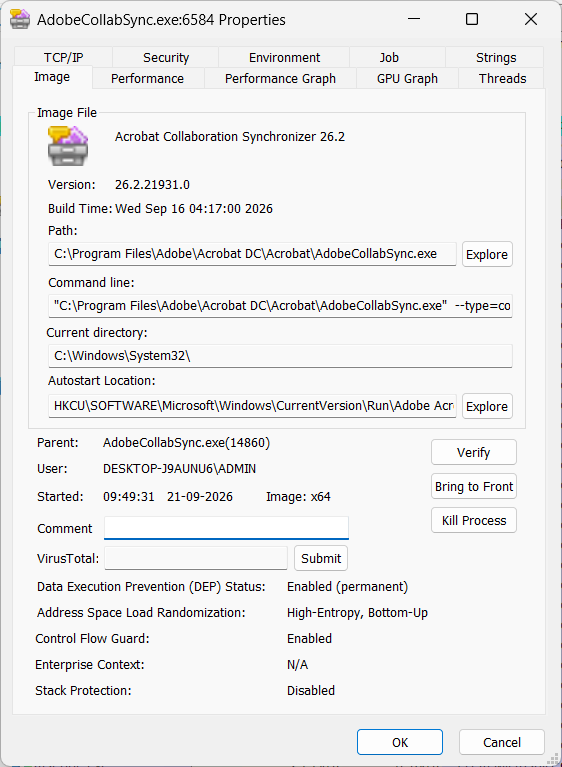 AdobeCollabSync.exe:6584 Properties
TCP/IP Security Environment Job Strings
Image Performance Performance Graph GPU Graph Threads
Image File
Acrobat Collaboration Synchronizer 26.2
Version: 26.2.21931.0
Build Time: Wed Sep 16 04:17:00 2026
Path:
C:\Program Files\Adobe\Acrobat DC\Acrobat\AdobeCollabSync.exe Explore
Command line:
"C:\Program Files\Adobe\Acrobat DC\Acrobat\AdobeCollabSync.exe" --type=co
Current directory:
C:\Windows\System32\
Autostart Location:
HKCU\SOFTWARE\Microsoft\Windows\CurrentVersion\Run\Adobe Acr Explore
Parent: AdobeCollabSync.exe(14860)
Verify
User: DESKTOP-J9AUNU6\ADMIN
Bring to Front
Started: 09:49:31 21-09-2026 Image: x64
Kill Process
Comment
VirusTotal: Submit
Data Execution Prevention (DEP) Status: Enabled (permanent)
Address Space Load Randomization: High-Entropy, Bottom-Up
Control Flow Guard: Enabled
Enterprise Context: N/A
Stack Protection: Disabled
OK Cancel